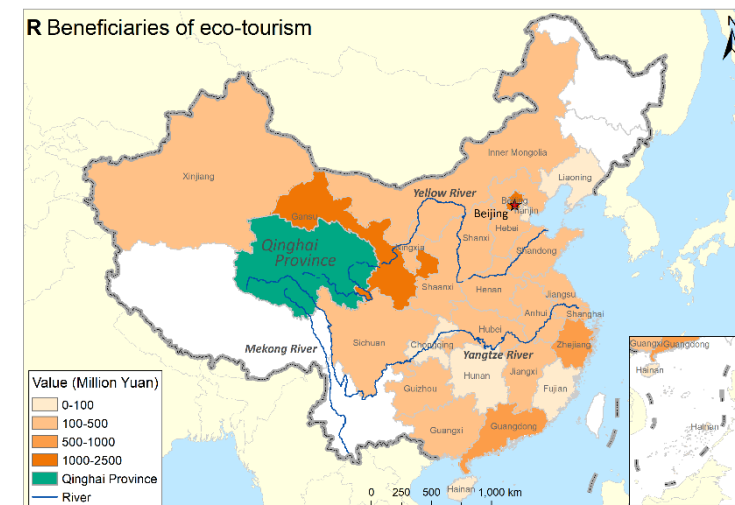 R Beneficiaries of eco-tourism
N
Inner Mongolia
Liaoning
Xinjiang
Yellow River
Beijing
Beijing
Tianjin
Gansu
Hebei
Qinghai
Province
Ningxia
Shanxi
Shandong
Shaanxi
Henan
Jiangsu
Anhui
Shanghai
Hubei
Sichuan
Chongqing
Zhejiang
Mekong River
Yangtze River
Hunan
Jiangxi
Guizhou
Fujian
Guangxi
Guangdong
Hainan
Value (Million Yuan)
0-100
100-500
500-1000
1000-2500
Qinghai Province
River
0 250 500 1,000 km
Guangxi Guangdong
Hainan
Hainan